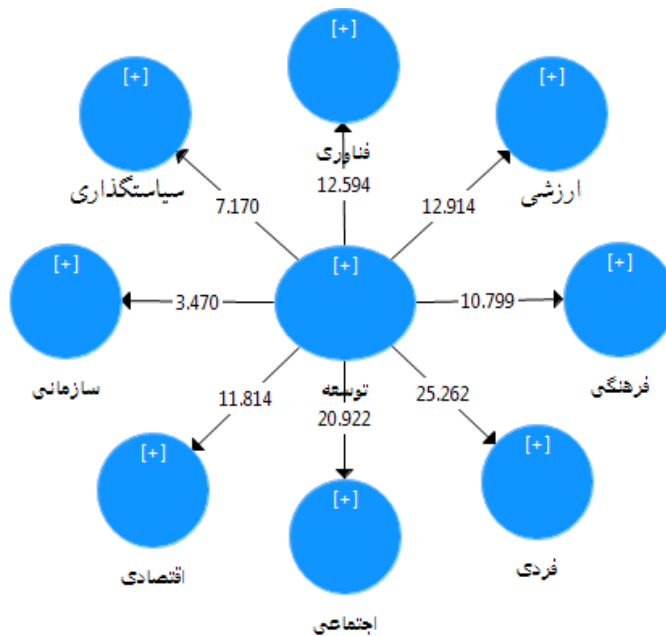 [+]
[+]
[+]
فناوری
سیاستگذاری
ارزشی
12.594
7.170
12.914
[+]
[+]
[+]
3.470
10.799
سازمانی
توسعه
فرهنگی
11.814
25.262
20.922
[+]
[+]
[+]
اقتصادی
فردی
اجتماعی